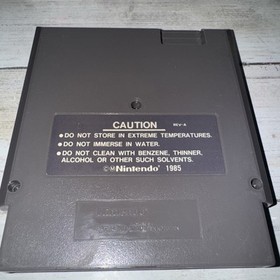 CAUTION REV-A
•DO NOT STORE IN EXTREME TEMPERATURES.
•DO NOT IMMERSE IN WATER.
•DO NOT CLEAN WITH BENZENE, THINNER,
ALCOHOL OR OTHER SUCH SOLVENTS.
©Nintendo® 1985